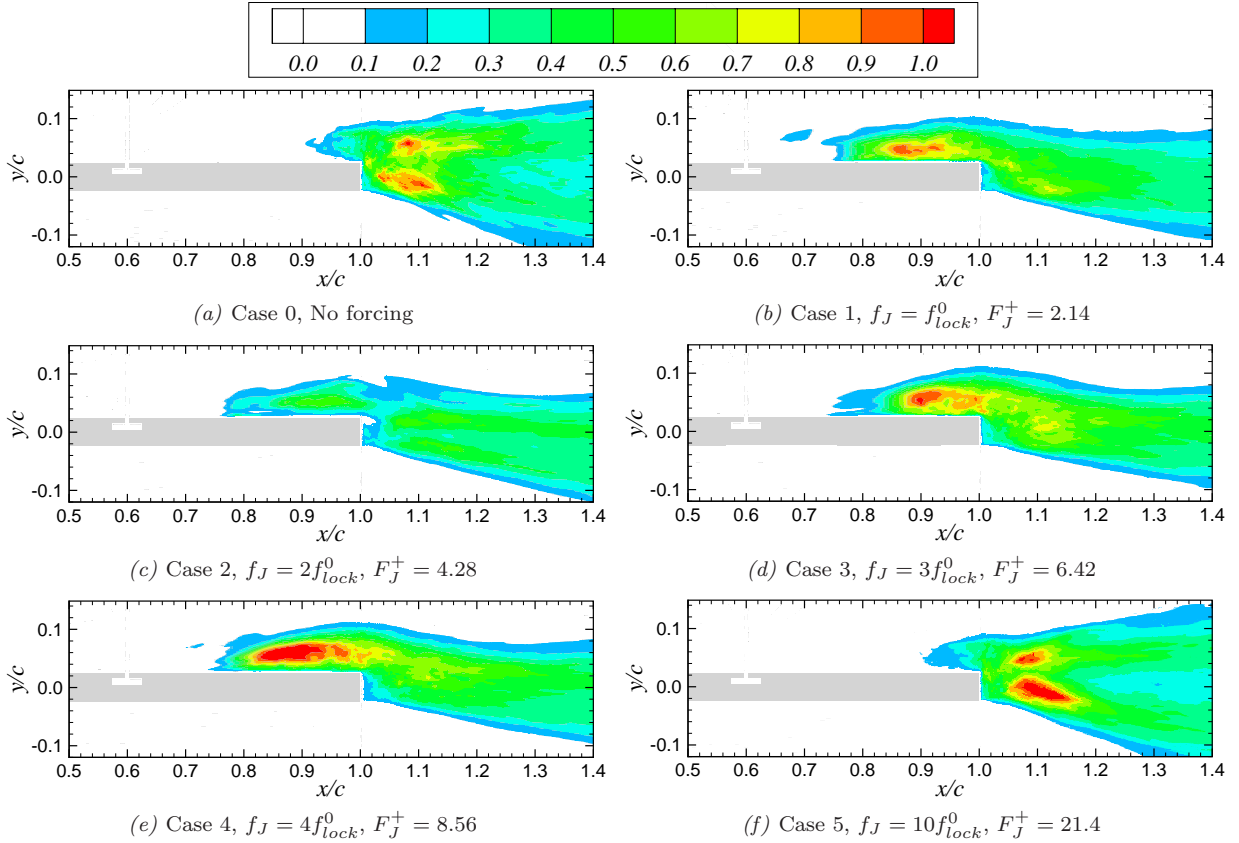 0.0 0.1 0.2 0.3 0.4 0.5 0.6 0.7 0.8 0.9 1.0
y/c
0.1
0.0
-0.1
0.5 0.6 0.7 0.8 0.9 1.0 1.1 1.2 1.3 1.4
x/c
(a) Case 0, No forcing
y/c
0.1
0.0
-0.1
0.5 0.6 0.7 0.8 0.9 1.0 1.1 1.2 1.3 1.4
x/c
(b) Case 1, f_J = f^0_{lock}, F^+_J = 2.14
y/c
0.1
0.0
-0.1
0.5 0.6 0.7 0.8 0.9 1.0 1.1 1.2 1.3 1.4
x/c
(c) Case 2, f_J = 2f^0_{lock}, F^+_J = 4.28
y/c
0.1
0.0
-0.1
0.5 0.6 0.7 0.8 0.9 1.0 1.1 1.2 1.3 1.4
x/c
(d) Case 3, f_J = 3f^0_{lock}, F^+_J = 6.42
y/c
0.1
0.0
-0.1
0.5 0.6 0.7 0.8 0.9 1.0 1.1 1.2 1.3 1.4
x/c
(e) Case 4, f_J = 4f^0_{lock}, F^+_J = 8.56
y/c
0.1
0.0
-0.1
0.5 0.6 0.7 0.8 0.9 1.0 1.1 1.2 1.3 1.4
x/c
(f) Case 5, f_J = 10f^0_{lock}, F^+_J = 21.4